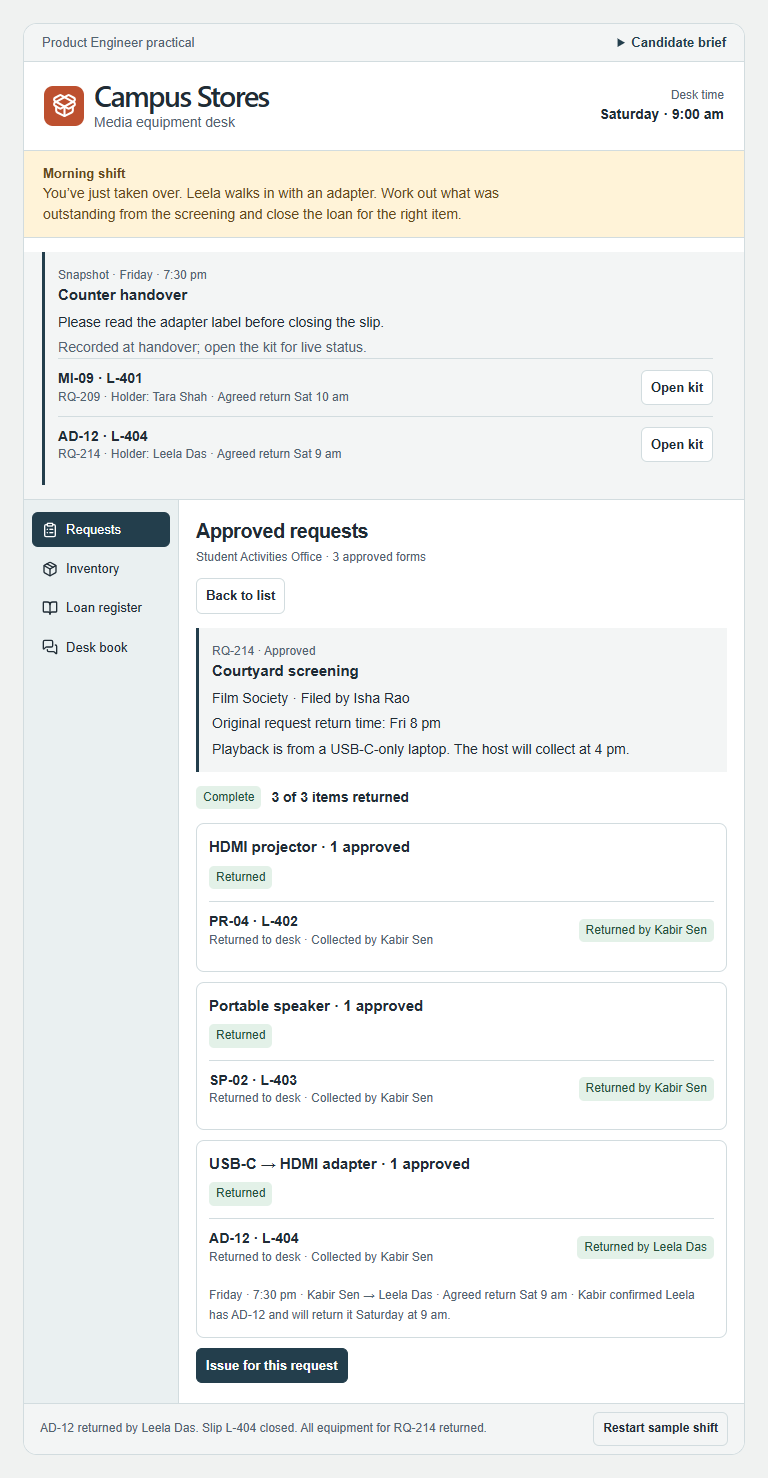 Product Engineer practical
▶ Candidate brief
Campus Stores
Media equipment desk
Desk time
Saturday · 9:00 am
Morning shift
You’ve just taken over. Leela walks in with an adapter. Work out what was
outstanding from the screening and close the loan for the right item.
Snapshot · Friday · 7:30 pm
Counter handover
Please read the adapter label before closing the slip.
Recorded at handover; open the kit for live status.
MI-09 · L-401
RQ-209 · Holder: Tara Shah · Agreed return Sat 10 am
Open kit
AD-12 · L-404
RQ-214 · Holder: Leela Das · Agreed return Sat 9 am
Open kit
Requests
Inventory
Loan register
Desk book
Approved requests
Student Activities Office · 3 approved forms
Back to list
RQ-214 · Approved
Courtyard screening
Film Society · Filed by Isha Rao
Original request return time: Fri 8 pm
Playback is from a USB-C-only laptop. The host will collect at 4 pm.
Complete 3 of 3 items returned
HDMI projector · 1 approved
Returned
PR-04 · L-402
Returned to desk · Collected by Kabir Sen
Returned by Kabir Sen
Portable speaker · 1 approved
Returned
SP-02 · L-403
Returned to desk · Collected by Kabir Sen
Returned by Kabir Sen
USB-C → HDMI adapter · 1 approved
Returned
AD-12 · L-404
Returned to desk · Collected by Kabir Sen
Returned by Leela Das
Friday · 7:30 pm · Kabir Sen → Leela Das · Agreed return Sat 9 am · Kabir confirmed Leela
has AD-12 and will return it Saturday at 9 am.
Issue for this request
AD-12 returned by Leela Das. Slip L-404 closed. All equipment for RQ-214 returned.
Restart sample shift